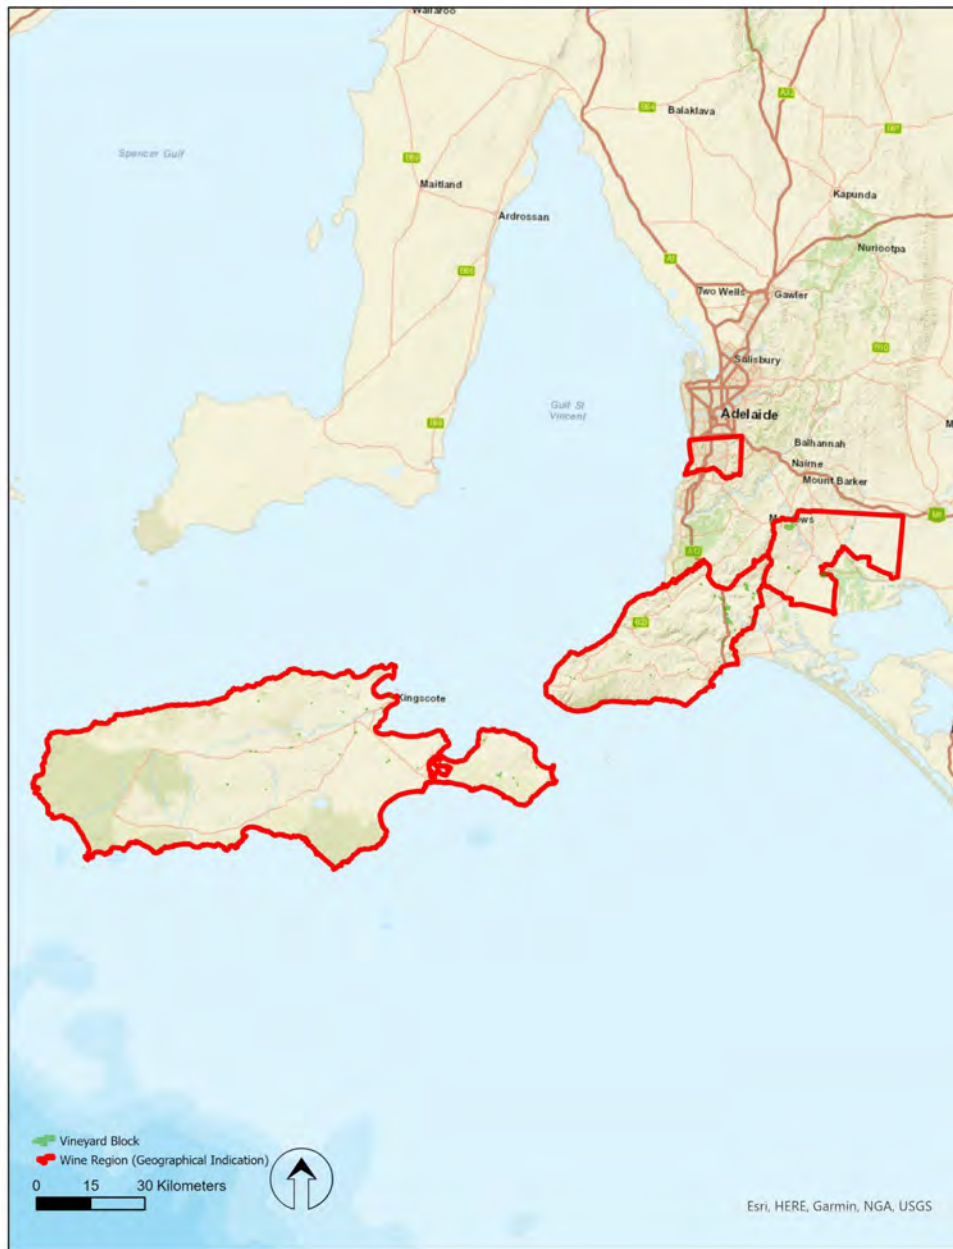 Wallaroo
Balaklava
Spencer Gulf
Maitland
Kapunda
Ardrossan
Nuriootpa
Two Wells
Gawler
Salisbury
Gulf St
Vincent
Adelaide
Balhannah
Nairne
Mount Barker
Kingscote
Vineyard Block
Wine Region (Geographical Indication)
0 15 30 Kilometers
Esri, HERE, Garmin, NGA, USGS